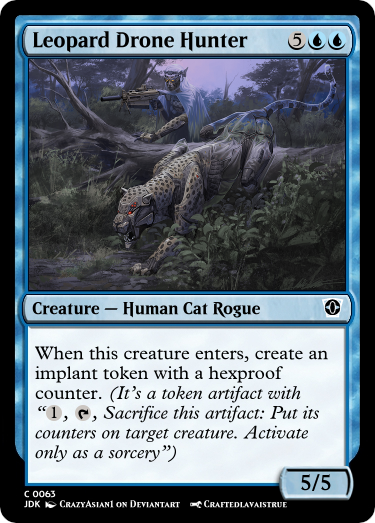 Leopard Drone Hunter 5
Creature — Human Cat Rogue
When this creature enters, create an
implant token with a hexproof
counter. (It's a token artifact with
“1, , Sacrifice this artifact: Put its
counters on target creature. Activate
only as a sorcery”)
5/5
C 0063
JDK CrazyAsian1 on Deviantart Craftedlavaistrue